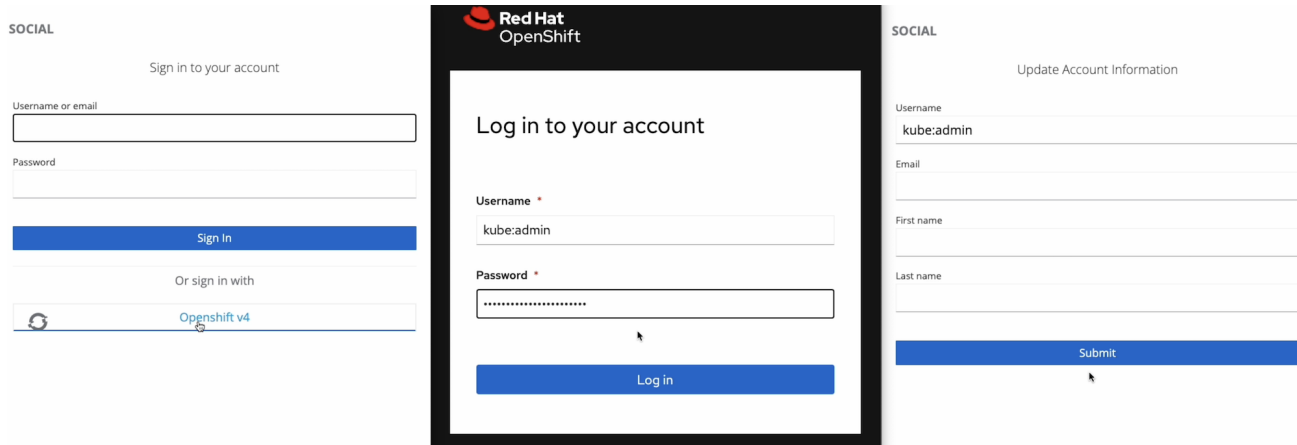 SOCIAL
Sign in to your account
Username or email
Password
Sign In
Or sign in with
Openshift v4
Red Hat
OpenShift
Log in to your account
Username *
kube:admin
Password *
•••••••••••••••••••••••
Log in
SOCIAL
Update Account Information
Username
kube:admin
Email
First name
Last name
Submit